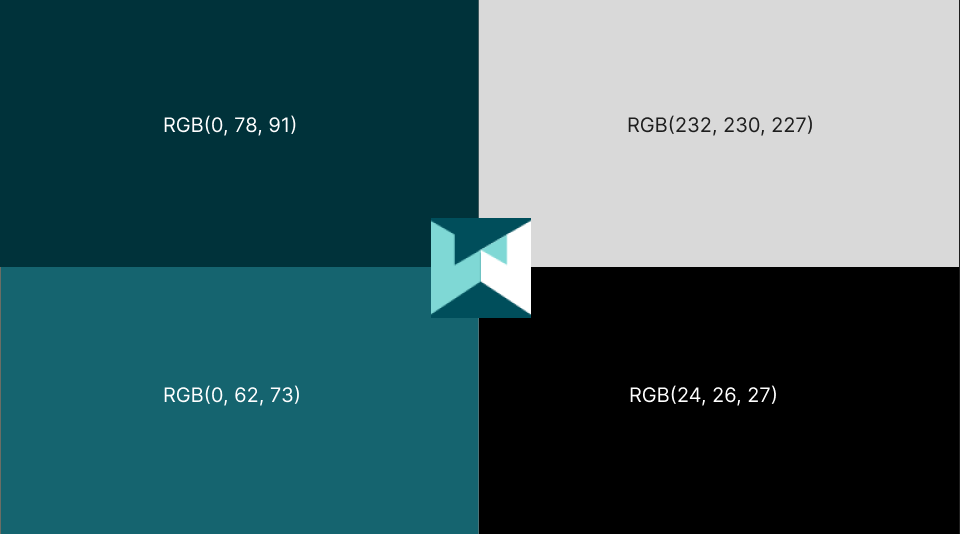 RGB(0, 78, 91)
RGB(232, 230, 227)
RGB(0, 62, 73)
RGB(24, 26, 27)